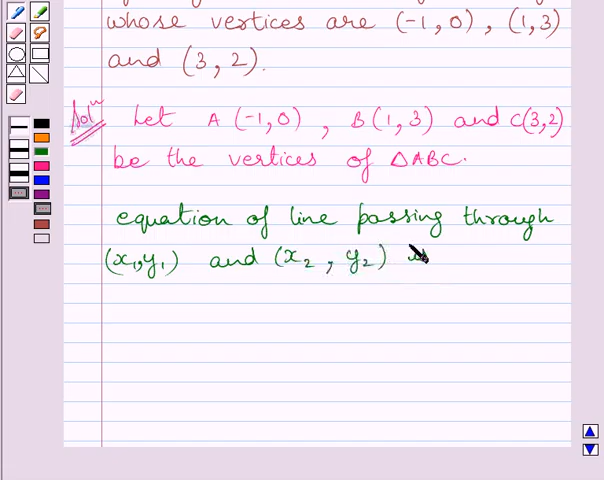 whose vertices are (-1, 0) , (1, 3)
and (3, 2).
Solⁿ Let A (-1, 0) , B (1, 3) and C(3, 2)
be the vertices of ΔABC.
equation of line passing through
(x₁, y₁) and (x₂ , y₂)